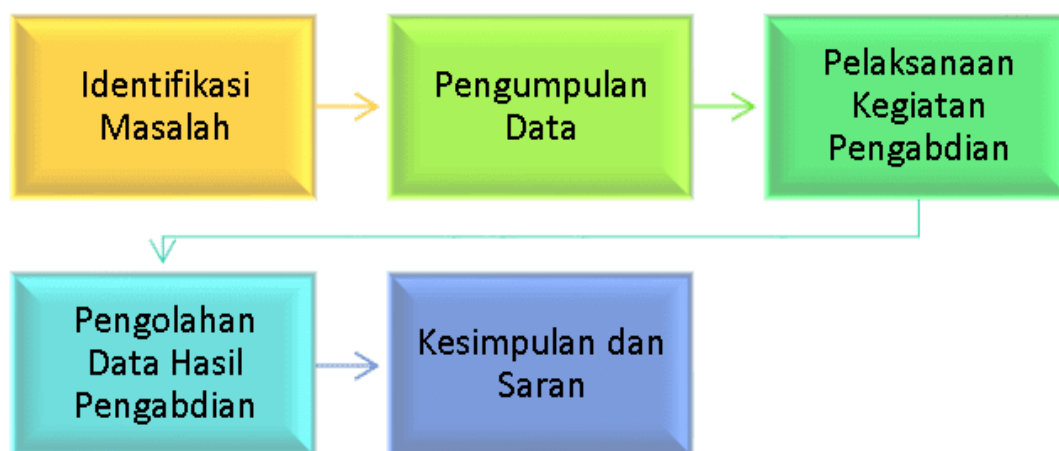 Identifikasi
Masalah
Pengumpulan
Data
Pelaksanaan
Kegiatan
Pengabdian
Pengolahan
Data Hasil
Pengabdian
Kesimpulan dan
Saran